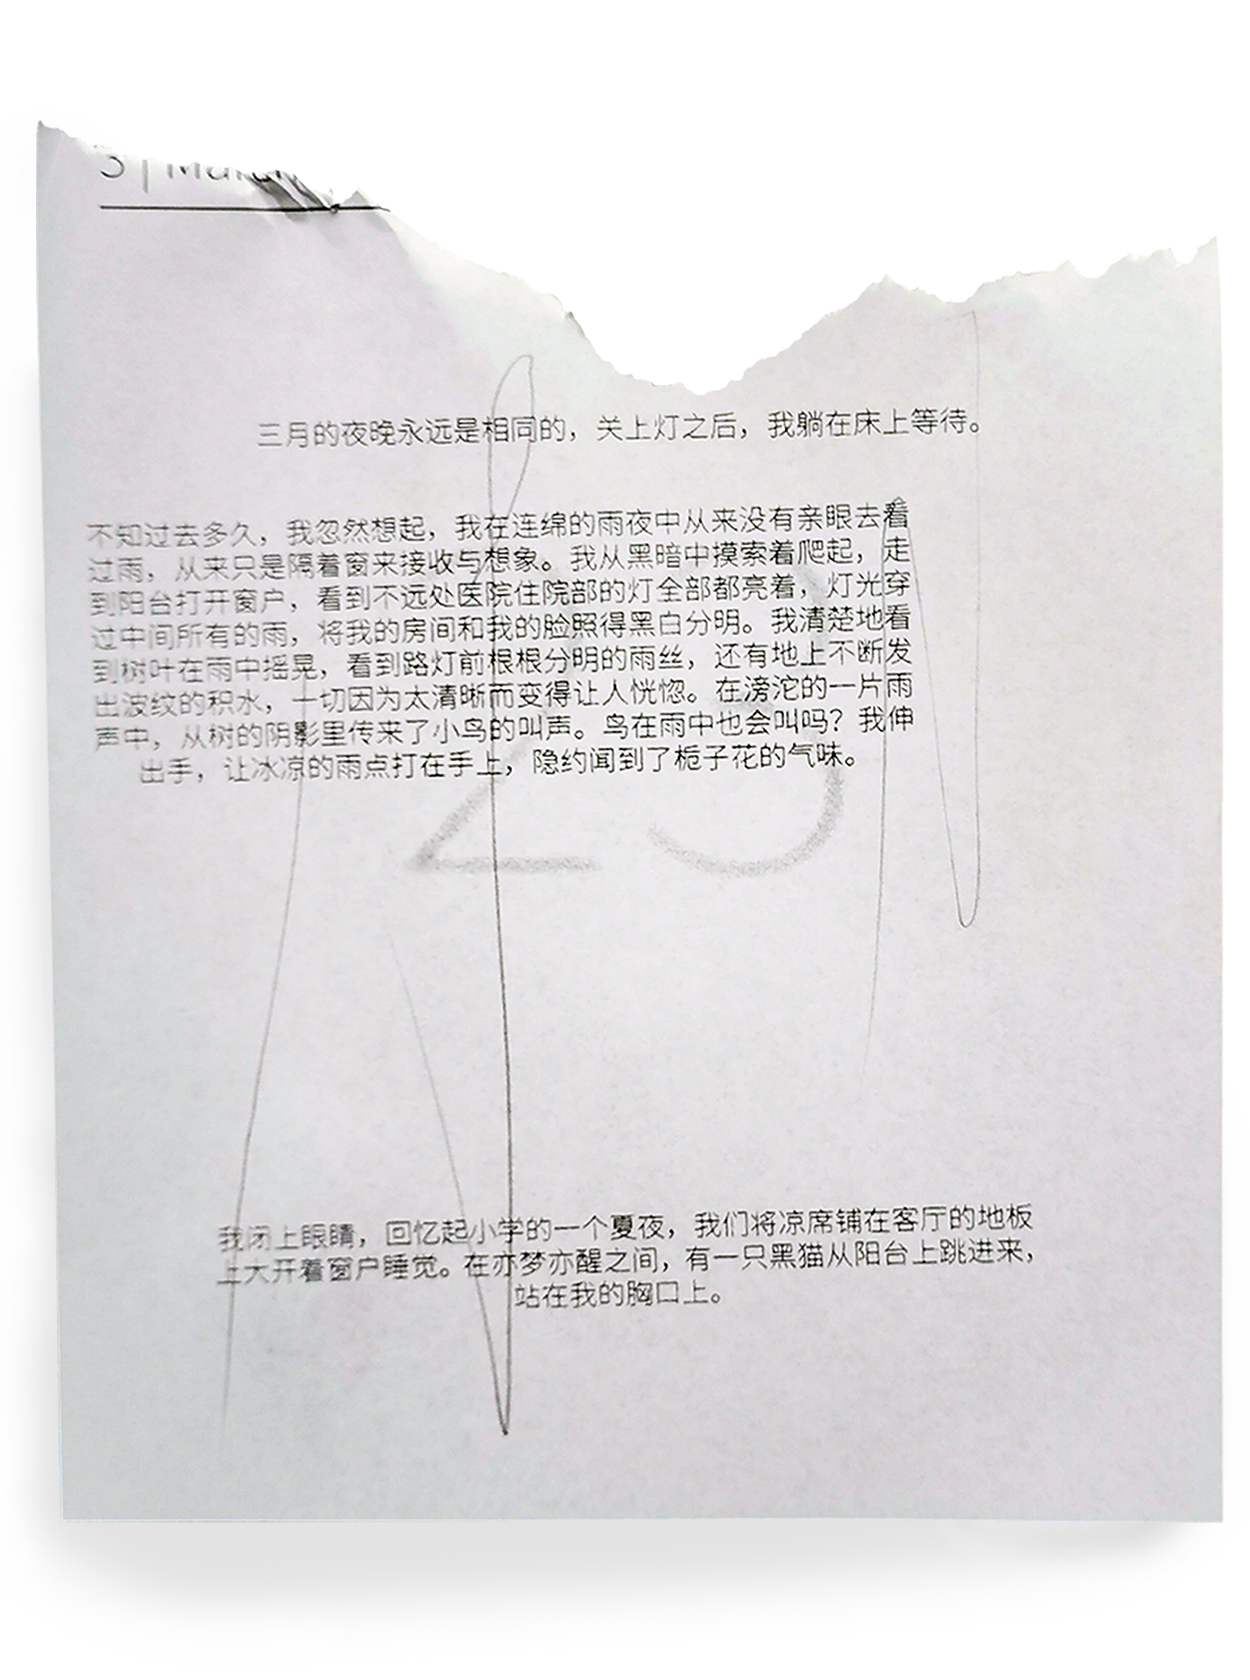 3 | Mar
三月的夜晚永远是相同的，关上灯之后，我躺在床上等待。
不知过去多久，我忽然想起，我在连绵的雨夜中从来没有亲眼去看
过雨，从来只是隔着窗来接收与想象。我从黑暗中摸索着爬起，走
到阳台打开窗户，看到不远处医院住院部的灯全部都亮着，灯光穿
过中间所有的雨，将我的房间和我的脸照得黑白分明。我清楚地看
到树叶在雨中摇晃，看到路灯前根根分明的雨丝，还有地上不断发
出波纹的积水，一切因为太清晰而变得让人恍惚。在滂沱的一片雨
声中，从树的阴影里传来了小鸟的叫声。鸟在雨中也会叫吗？我伸
出手，让冰凉的雨点打在手上，隐约闻到了栀子花的气味。
23
我闭上眼睛，回忆起小学的一个夏夜，我们将凉席铺在客厅的地板
上大开着窗户睡觉。在亦梦亦醒之间，有一只黑猫从阳台上跳进来，
站在我的胸口上。